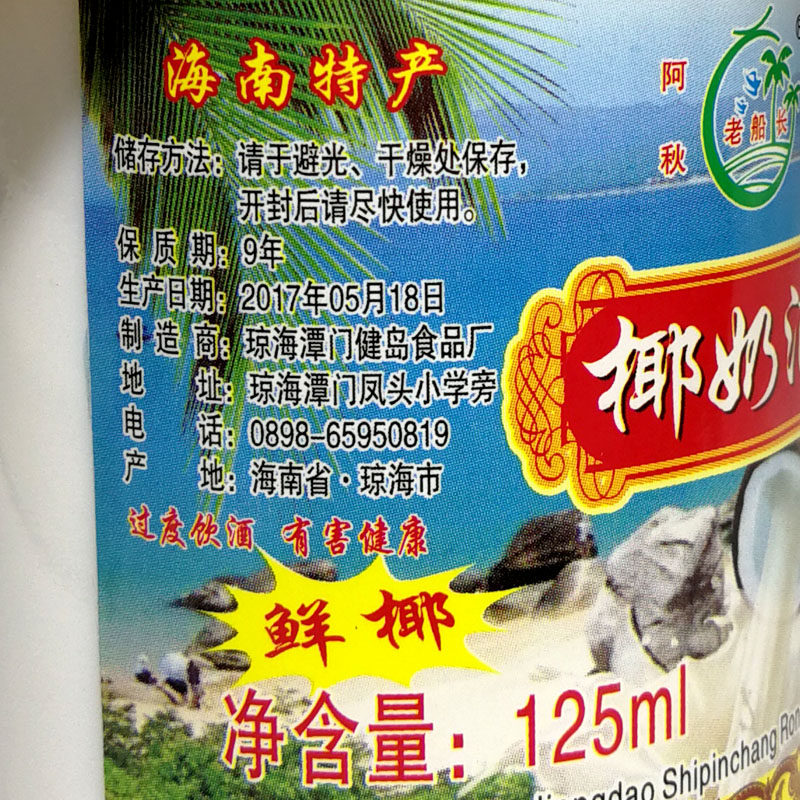 海南特产
阿秋
老船长
储存方法：请于避光、干燥处保存，
开封后请尽快使用。
保质期：9年
生产日期：2017年05月18日
制造商：琼海潭门健岛食品厂
地址：琼海潭门凤头小学旁
电话：0898-65950819
产地：海南省·琼海市
椰奶
过度饮酒 有害健康
鲜椰
净含量：125ml
Shipinchang